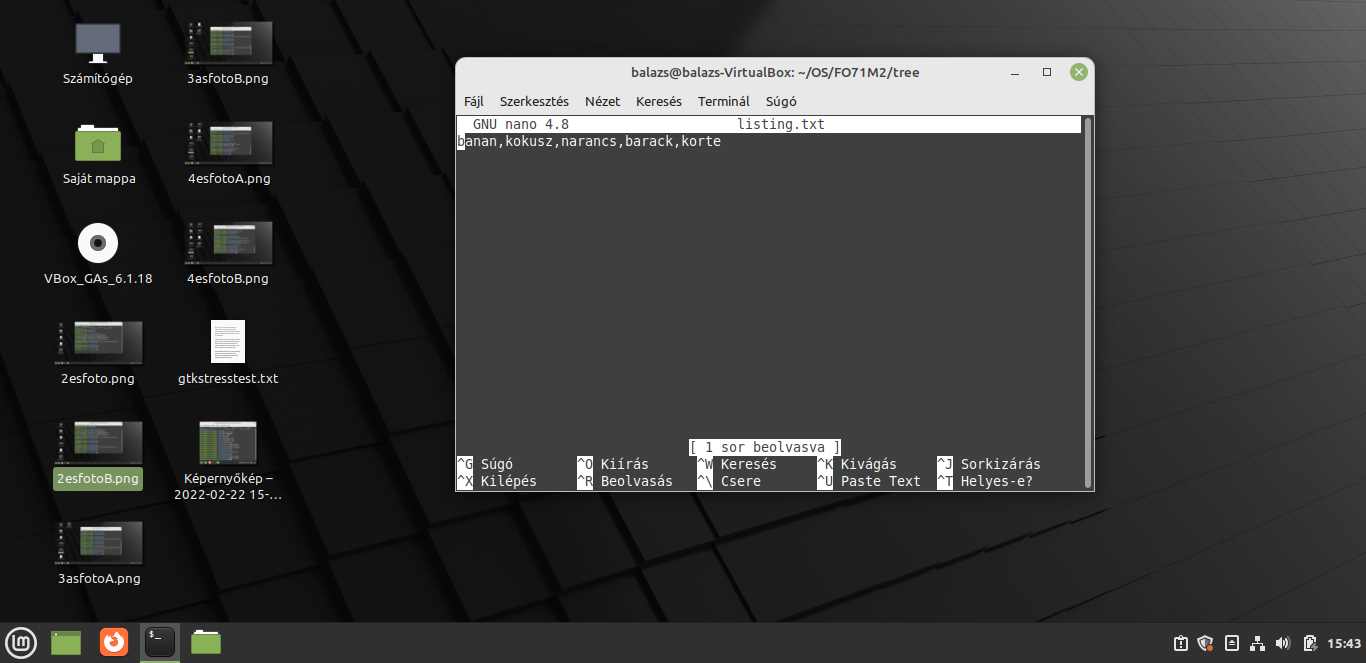 Számítógép
3asfotoB.png
Saját mappa
4esfotoA.png
VBox_GAs_6.1.18
4esfotoB.png
2esfoto.png
gtkstresstest.txt
2esfotoB.png
Képernyőkép –
2022-02-22 15-…
3asfotoA.png
balazs@balazs-VirtualBox: ~/OS/FO71M2/tree
Fájl Szerkesztés Nézet Keresés Terminál Súgó
GNU nano 4.8 listing.txt
banan,kokusz,narancs,barack,korte
[ 1 sor beolvasva ]
^G Súgó ^O Kiírás ^W Keresés ^K Kivágás ^J Sorkizárás
^X Kilépés ^R Beolvasás ^\ Csere ^U Paste Text ^T Helyes-e?
$_
15:43